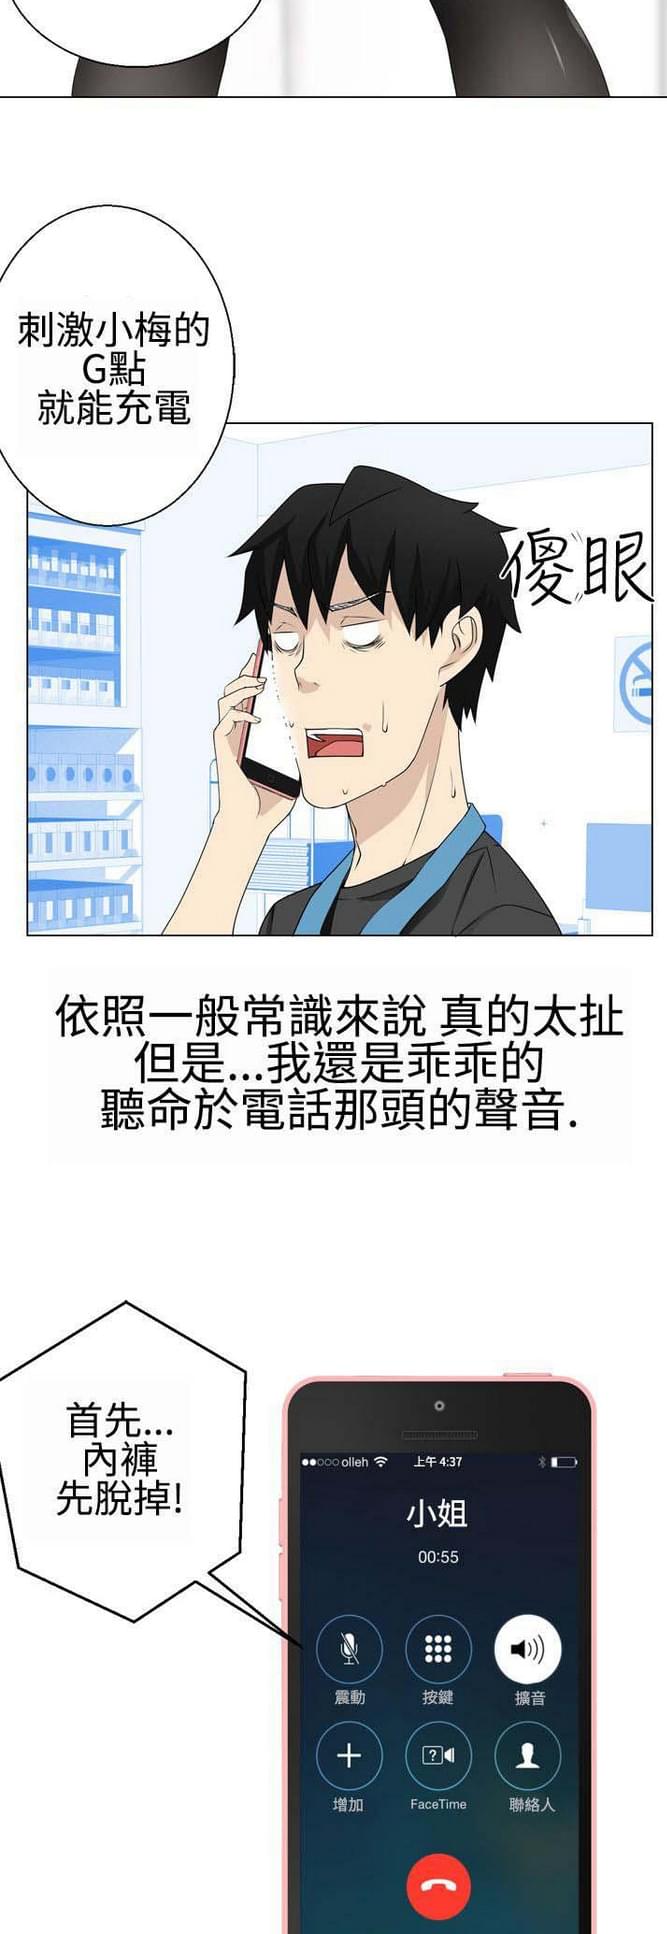 刺激小梅的
G點
就能充電
傻眼
依照一般常識來說 真的太扯
但是...我還是乖乖的
聽命於電話那頭的聲音.
首先...
內褲
先脫掉!
olleh 上午 4:37
小姐
00:55
震動 按鍵 擴音
增加 FaceTime 聯絡人